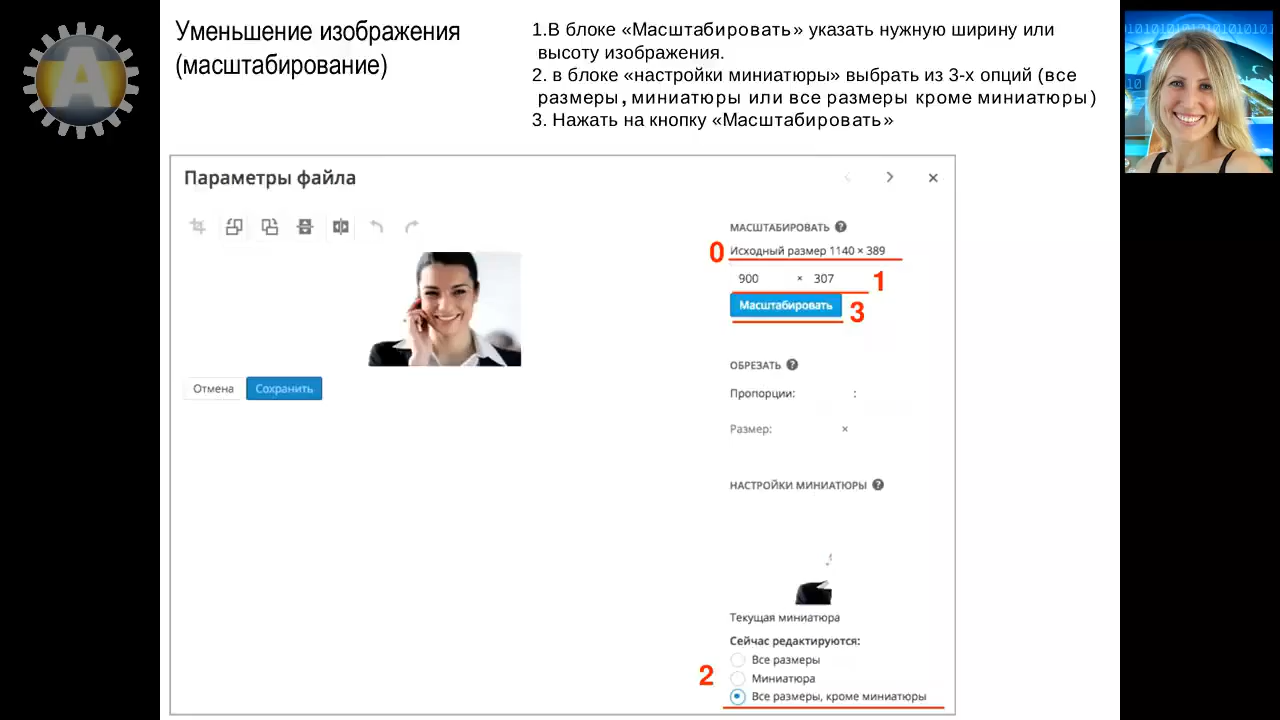 Уменьшение изображения
(масштабирование)
1.В блоке «Масштабировать» указать нужную ширину или
высоту изображения.
2. в блоке «настройки миниатюры» выбрать из 3-х опций (все
размеры, миниатюры или все размеры кроме миниатюры)
3. Нажать на кнопку «Масштабировать»
A
Параметры файла
МАСШТАБИРОВАТЬ ?
0 Исходный размер 1140 × 389
900 × 307 1
Масштабировать 3
ОБРЕЗАТЬ ?
Отмена Сохранить
Пропорции: :
Размер: ×
НАСТРОЙКИ МИНИАТЮРЫ ?
Текущая миниатюра
Сейчас редактируются:
Все размеры
2 Миниатюра
Все размеры, кроме миниатюры